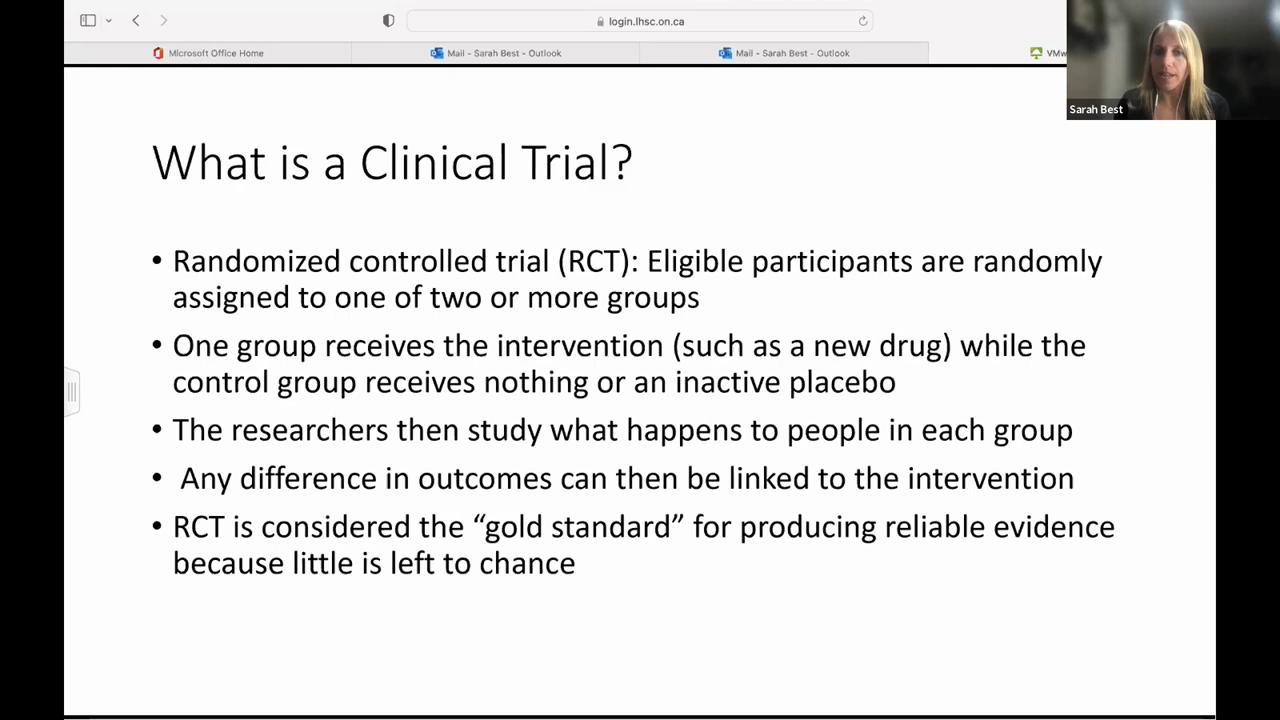 login.lhsc.on.ca
Microsoft Office Home
Mail - Sarah Best - Outlook
Mail - Sarah Best - Outlook
VMw
Sarah Best
What is a Clinical Trial?
• Randomized controlled trial (RCT): Eligible participants are randomly
assigned to one of two or more groups
• One group receives the intervention (such as a new drug) while the
control group receives nothing or an inactive placebo
• The researchers then study what happens to people in each group
• Any difference in outcomes can then be linked to the intervention
• RCT is considered the “gold standard” for producing reliable evidence
because little is left to chance